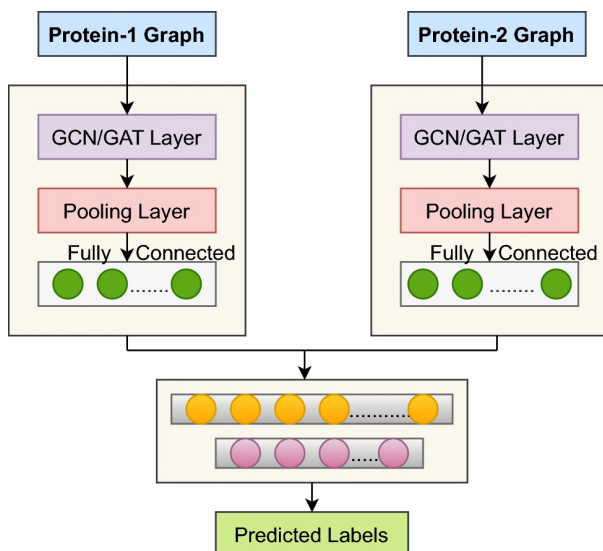 Protein-1 Graph
Protein-2 Graph
GCN/GAT Layer
GCN/GAT Layer
Pooling Layer
Pooling Layer
Fully Connected
Fully Connected
.......
........
...........
.....
Predicted Labels